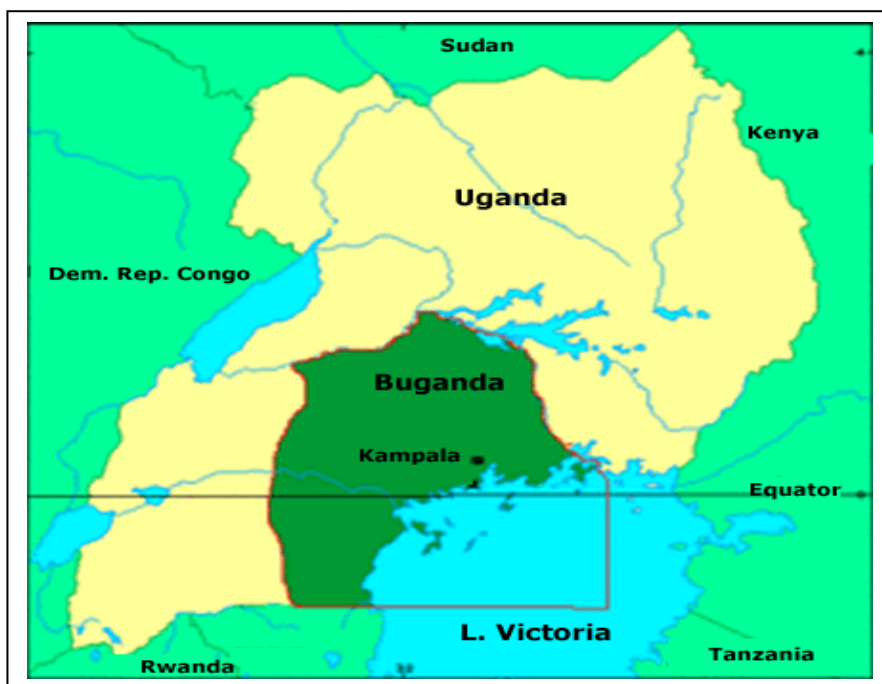 Sudan
Kenya
Uganda
Dem. Rep. Congo
Buganda
Kampala
Equator
L. Victoria
Tanzania
Rwanda